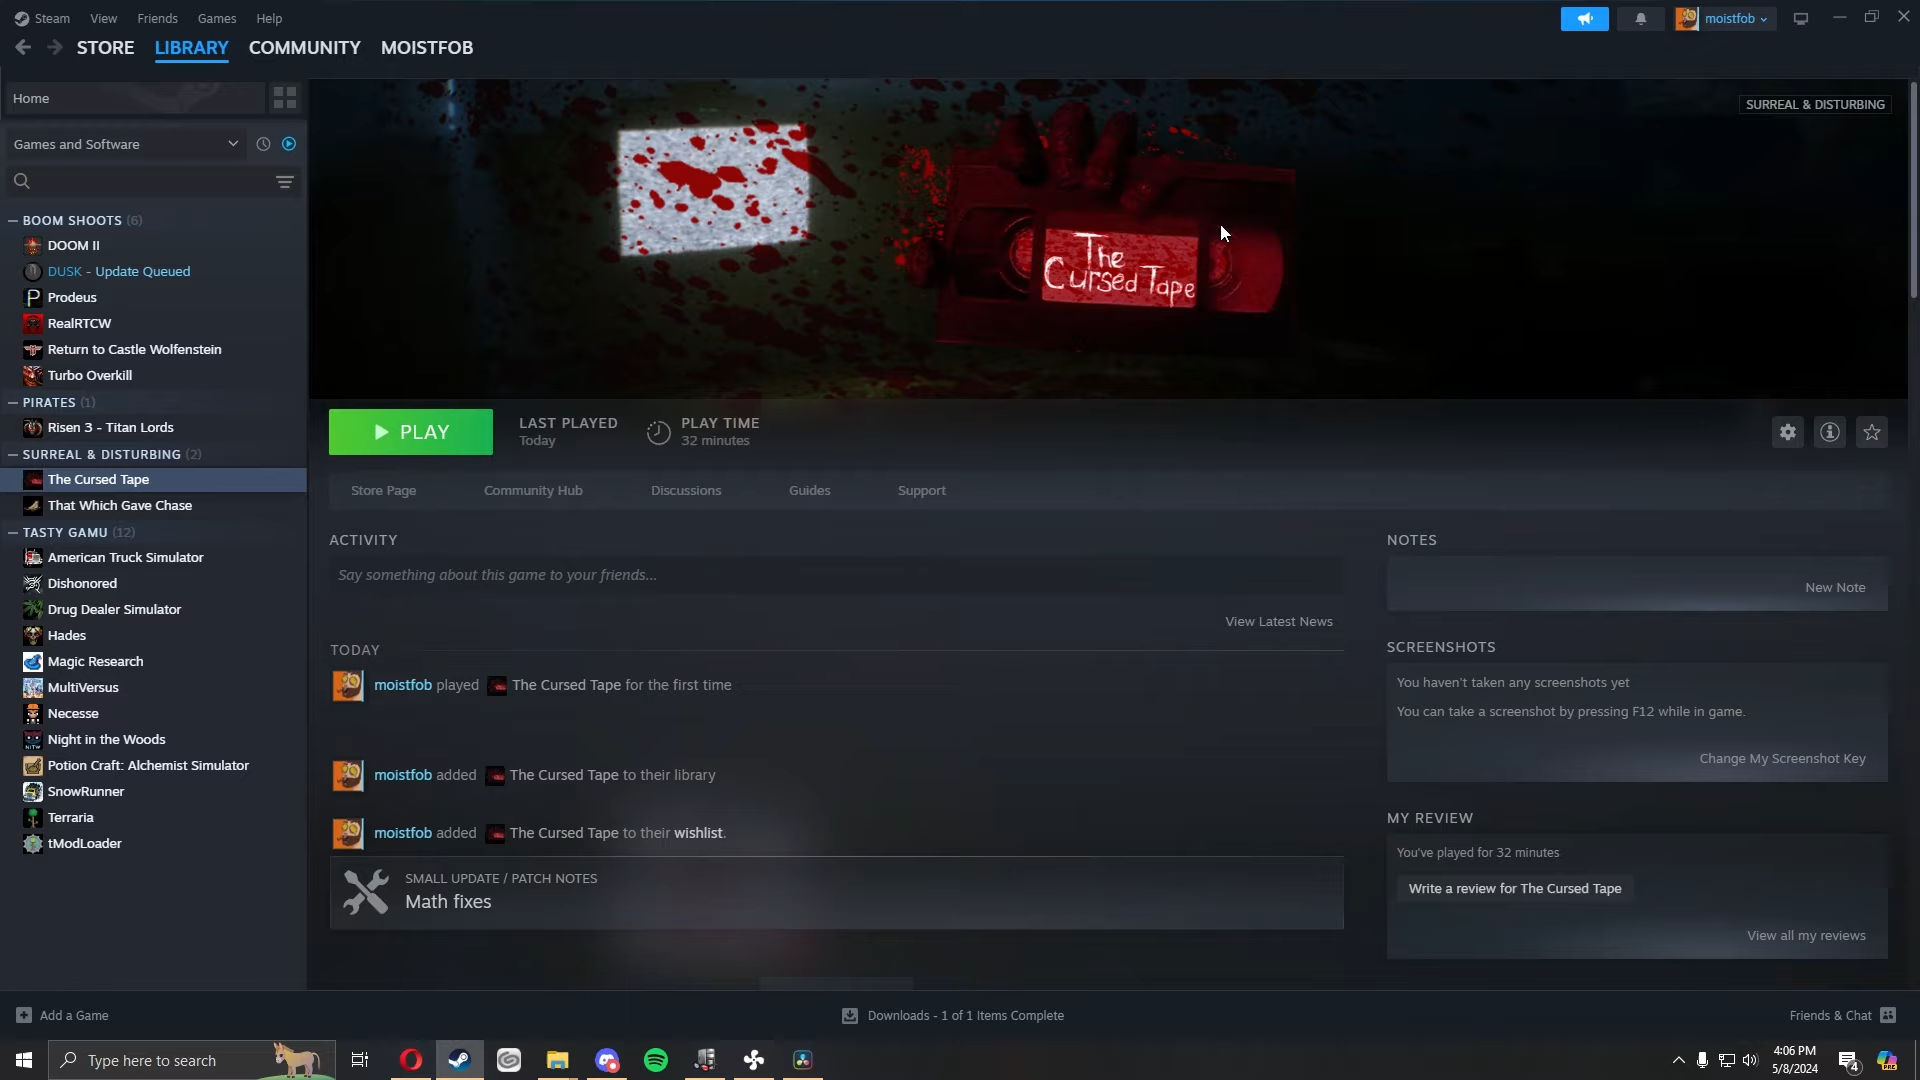 Steam View Friends Games Help
moistfob
STORE LIBRARY COMMUNITY MOISTFOB
Home
SURREAL & DISTURBING
Games and Software
The
Cursed Tape
BOOM SHOOTS (6)
DOOM II
DUSK - Update Queued
Prodeus
RealRTCW
Return to Castle Wolfenstein
Turbo Overkill
PIRATES (1)
Risen 3 - Titan Lords
SURREAL & DISTURBING (2)
The Cursed Tape
That Which Gave Chase
TASTY GAMU (12)
American Truck Simulator
Dishonored
Drug Dealer Simulator
Hades
Magic Research
MultiVersus
Necesse
Night in the Woods
Potion Craft: Alchemist Simulator
SnowRunner
Terraria
tModLoader
PLAY
LAST PLAYED
Today
PLAY TIME
32 minutes
Store Page Community Hub Discussions Guides Support
ACTIVITY
Say something about this game to your friends...
View Latest News
TODAY
moistfob played The Cursed Tape for the first time
moistfob added The Cursed Tape to their library
moistfob added The Cursed Tape to their wishlist.
SMALL UPDATE / PATCH NOTES
Math fixes
NOTES
New Note
SCREENSHOTS
You haven't taken any screenshots yet
You can take a screenshot by pressing F12 while in game.
Change My Screenshot Key
MY REVIEW
You've played for 32 minutes
Write a review for The Cursed Tape
View all my reviews
Add a Game
Downloads - 1 of 1 Items Complete
Friends & Chat
Type here to search
4:06 PM
5/8/2024
4